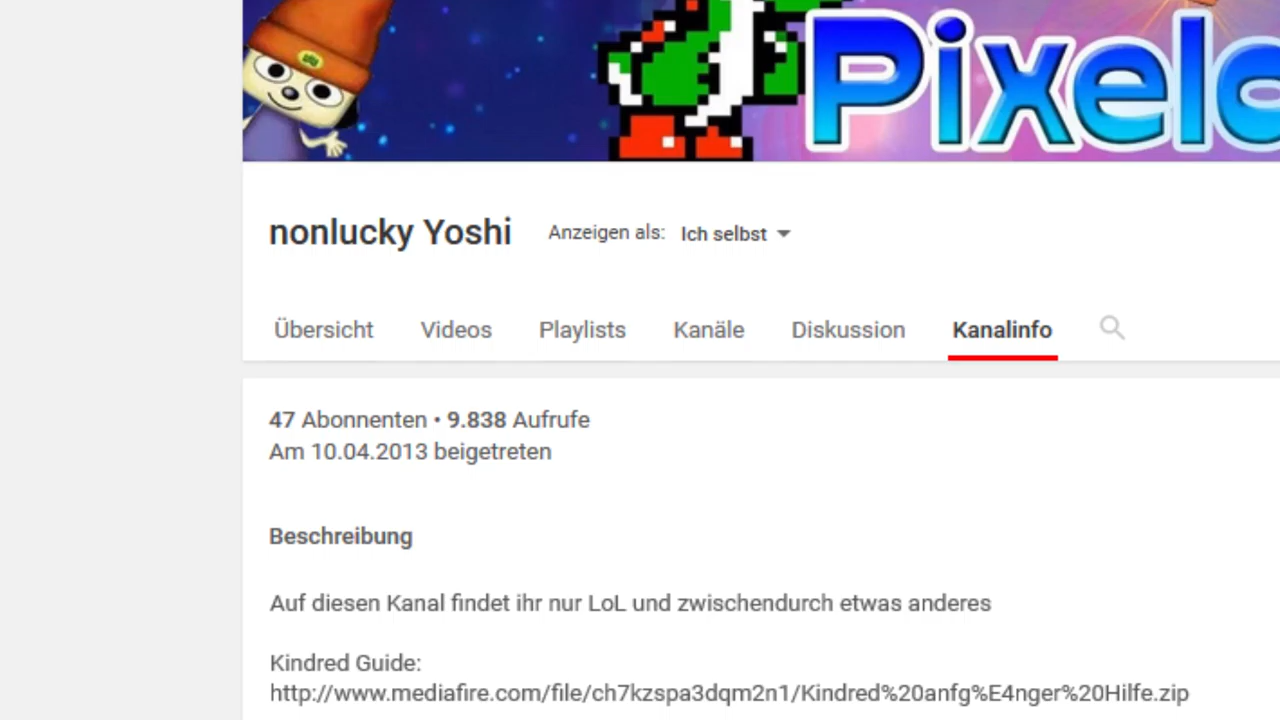 Pixelo
nonlucky Yoshi Anzeigen als: Ich selbst
Übersicht Videos Playlists Kanäle Diskussion Kanalinfo
47 Abonnenten • 9.838 Aufrufe
Am 10.04.2013 beigetreten
Beschreibung
Auf diesen Kanal findet ihr nur LoL und zwischendurch etwas anderes
Kindred Guide:
http://www.mediafire.com/file/ch7kzspa3dqm2n1/Kindred%20anfg%E4nger%20Hilfe.zip